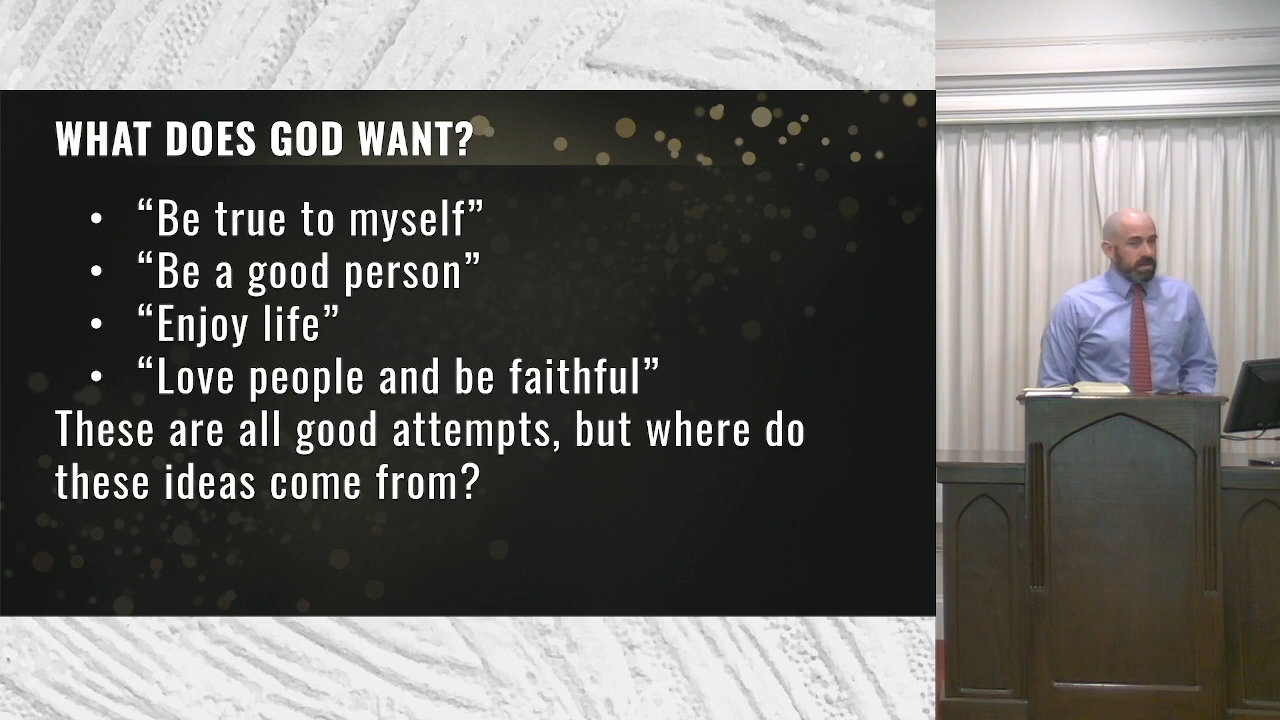 WHAT DOES GOD WANT?
• “Be true to myself”
• “Be a good person”
• “Enjoy life”
• “Love people and be faithful”
These are all good attempts, but where do
these ideas come from?